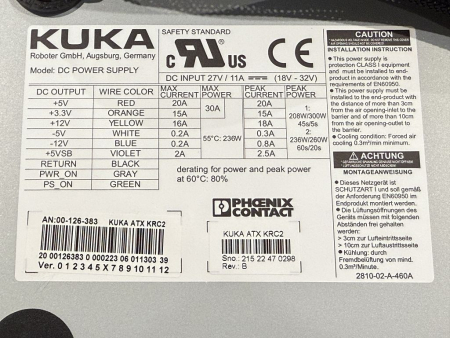 KUKA
Roboter GmbH, Augsburg, Germany
Model: DC POWER SUPPLY
SAFETY STANDARD
c RU US CE
DC INPUT 27V / 11A (18V - 32V)
DC OUTPUT WIRE COLOR MAX CURRENT MAX POWER PEAK CURRENT PEAK POWER
+5V RED 20A 30A 20A 1: 208W/300W 45s/5s
+3.3V ORANGE 15A 15A
+12V YELLOW 16A 18A
-5V WHITE 0.2A 55°C: 236W 0.3A 2: 236W/260W 60s/20s
-12V BLUE 0.2A 0.8A
+5VSB VIOLET 2A 2.5A
RETURN BLACK
PWR_ON GRAY
PS_ON GREEN
derating for power and peak power
at 60°C: 80%
CAUTION
INSTALLATION INSTRUCTION
• This power supply is
protection CLASS I equipment
and must be installed to end-
product in accordance with the
requirements of EN60950.
• This power supply must be
installed to the end-product with
the distance of more than 3cm
from the air opening-inlet to the
barrier and of more than 10cm
from the air opening-outlet to
the barrier.
• Cooling condition: Forced air
cooling 0.3m³/min minimum.
ACHTUNG
• Dieses Netzgerät ist
SCHUTZART I und soll gemäß
der Anforderung EN60950 im
Endprodukt montiert werden.
• Die Lüftungsöffnungen des
Geräts müssen im Endprodukt
wie folgt Abstand haben:
> 3cm zur Lufteintrittsseite
> 10cm zur Luftaustrittsseite
• Kühlung: durch
Fremdbelüftung von mind.
0.3m³/Minute.
2810-02-A-460A
PHŒNIX
CONTACT
AN:00-126-383 KUKA ATX KRC2
20 00126383 0 000223 06 011303 39
Ver. 0 1 2 3 4 5 X 7 8 9 10 11 12
KUKA ATX KRC2
Sno.: 215 22 47 0298
Rev.: B